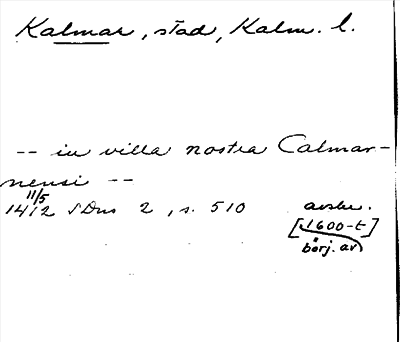 Kalmar, stad, Kalm. l.
-- in villa nostra Calmar-
nensi --
11/5
1412 SDns 2, s. 510 avskr.
[1600-t
börj. av]